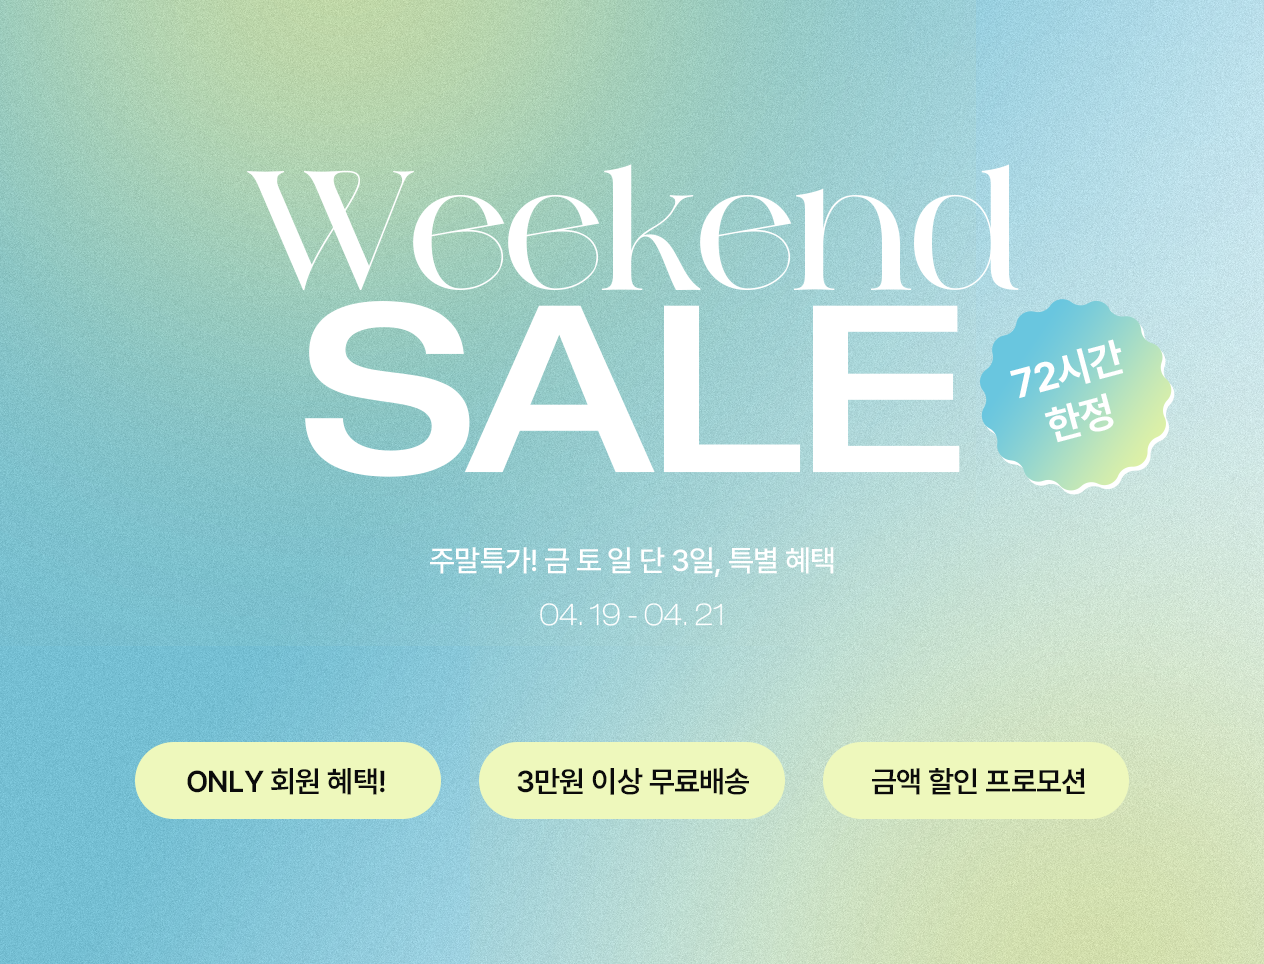 Weekend
SALE
72시간
한정
주말특가! 금 토 일 단 3일, 특별 혜택
04. 19 - 04. 21
ONLY 회원 혜택!
3만원 이상 무료배송
금액 할인 프로모션